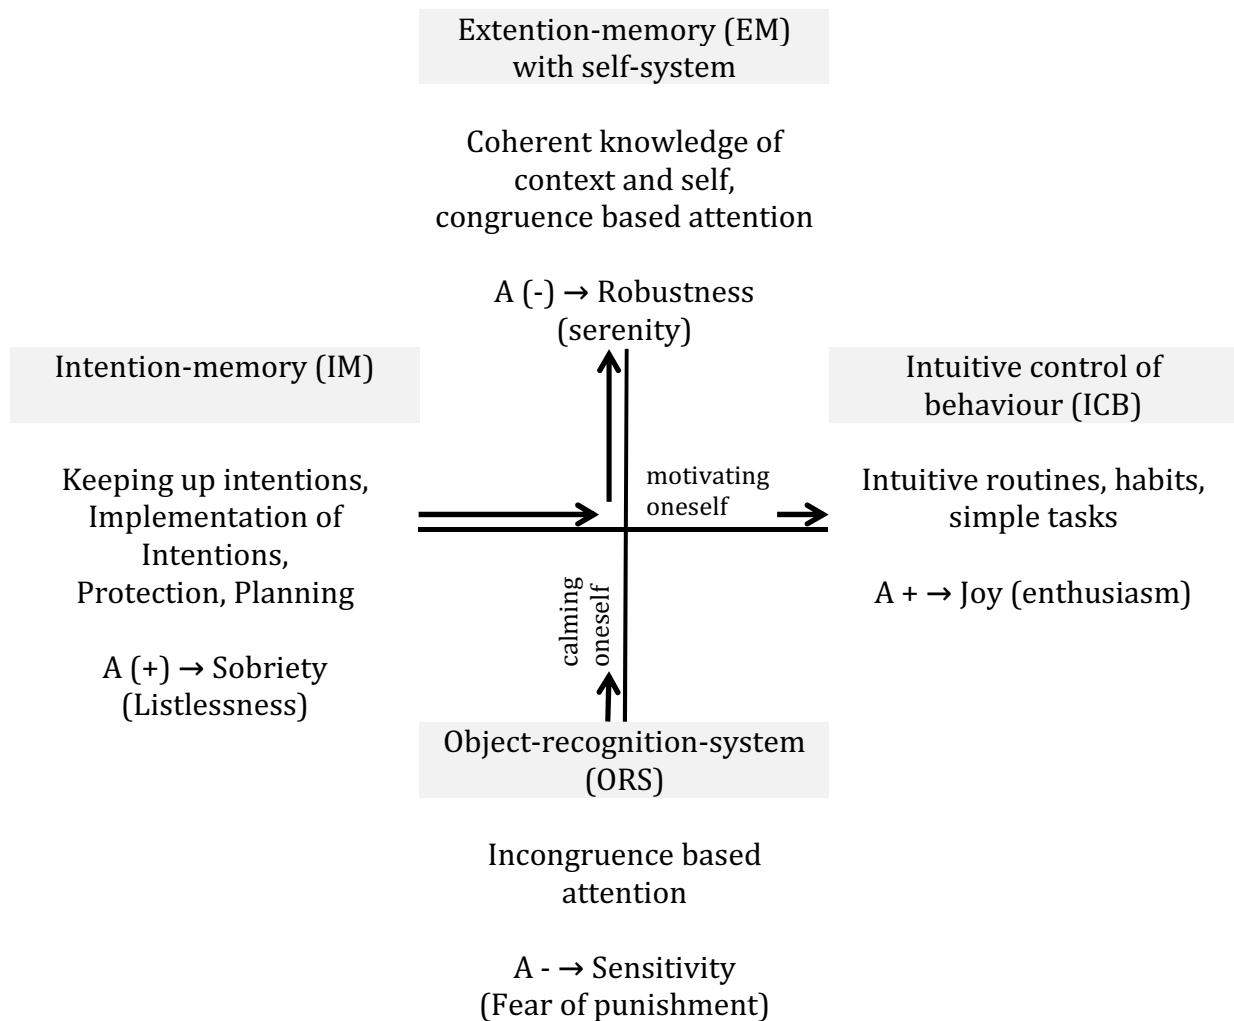 Extention-memory (EM)
with self-system
Coherent knowledge of
context and self,
congruence based attention
A (-) → Robustness
(serenity)
Intention-memory (IM)
Keeping up intentions,
Implementation of
Intentions,
Protection, Planning
A (+) → Sobriety
(Listlessness)
motivating
oneself
calming
oneself
Intuitive control of
behaviour (ICB)
Intuitive routines, habits,
simple tasks
A + → Joy (enthusiasm)
Object-recognition-system
(ORS)
Incongruence based
attention
A - → Sensitivity
(Fear of punishment)